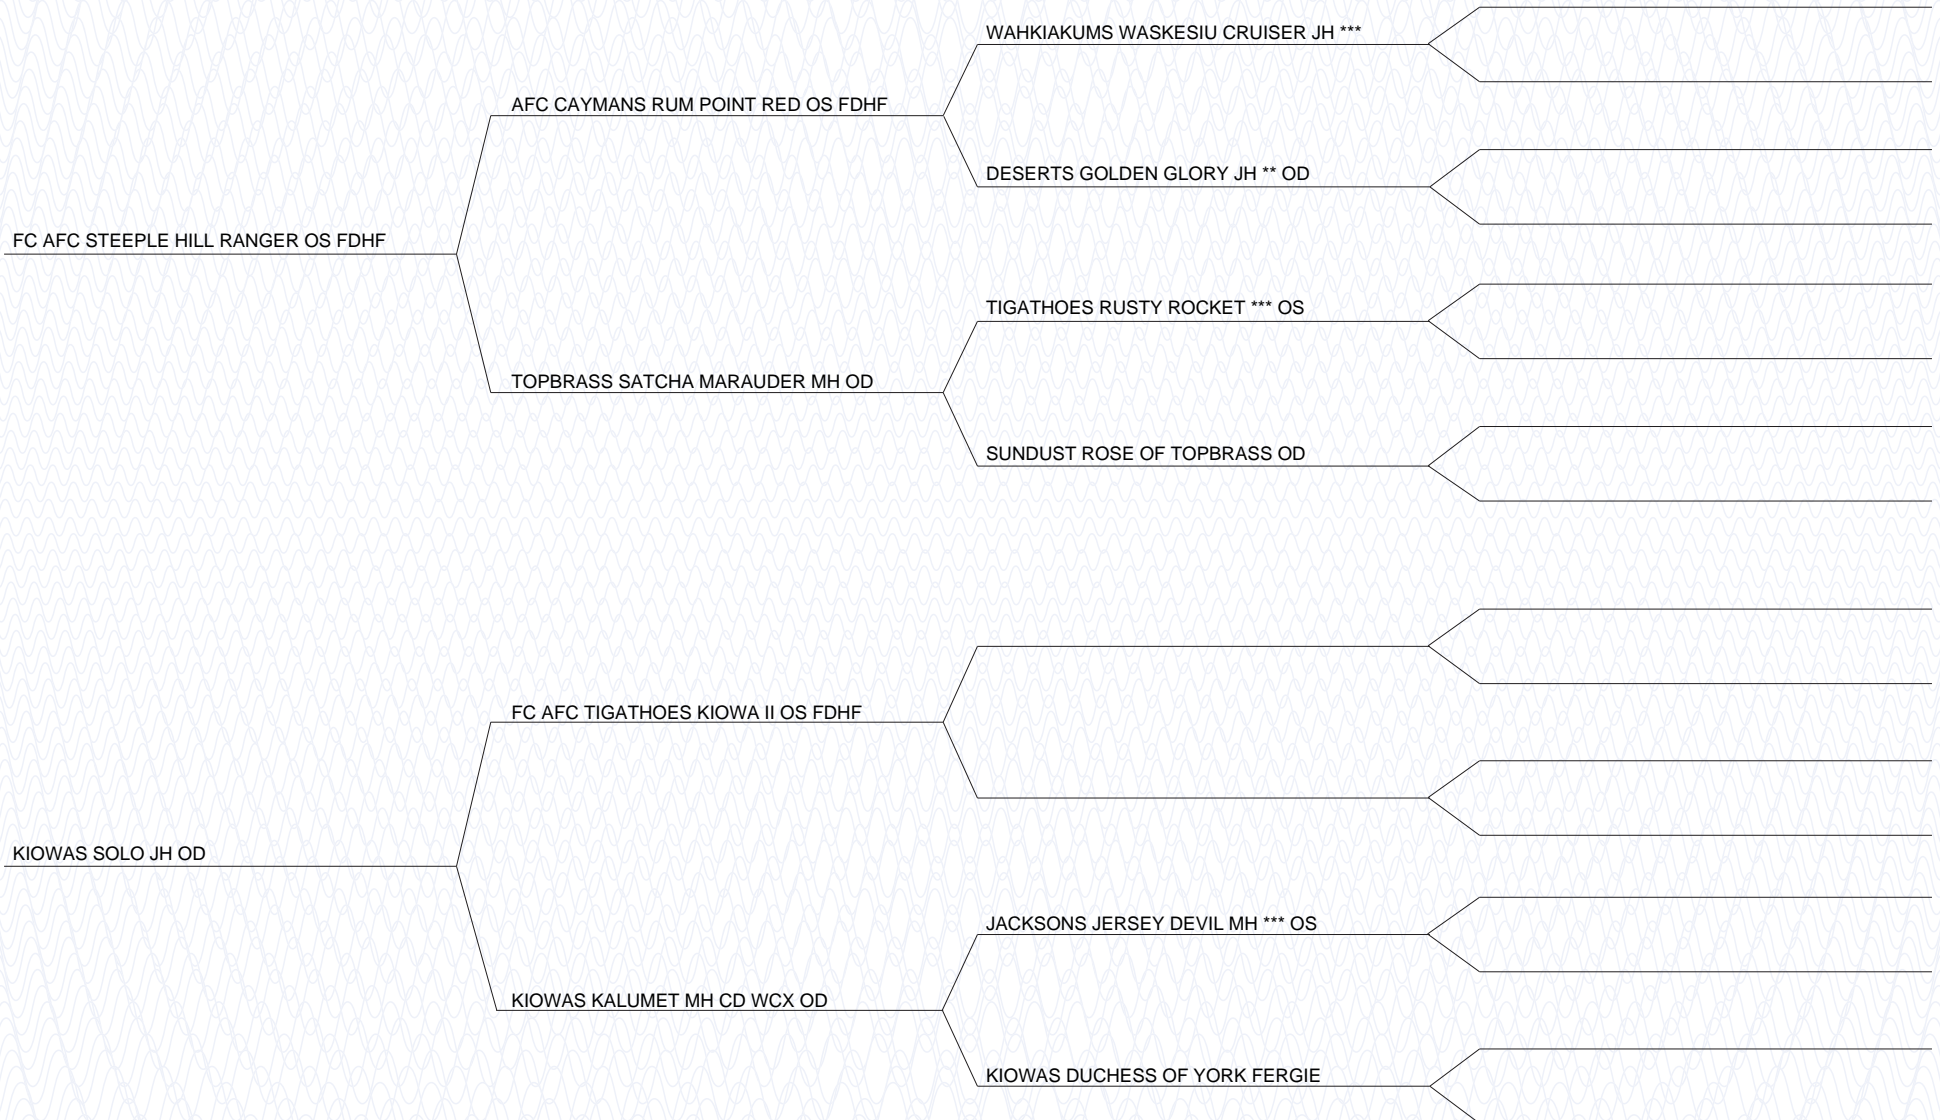 WAHKIAKUMS WASKESIU CRUISER JH ***
AFC CAYMANS RUM POINT RED OS FDHF
DESERTS GOLDEN GLORY JH ** OD
FC AFC STEEPLE HILL RANGER OS FDHF
TIGATHOES RUSTY ROCKET *** OS
TOPBRASS SATCHA MARAUDER MH OD
SUNDUST ROSE OF TOPBRASS OD
FC AFC TIGATHOES KIOWA II OS FDHF
KIOWAS SOLO JH OD
JACKSONS JERSEY DEVIL MH *** OS
KIOWAS KALUMET MH CD WCX OD
KIOWAS DUCHESS OF YORK FERGIE